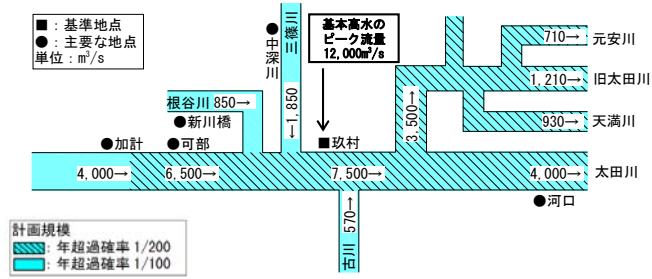 ■：基準地点
●：主要な地点
単位：m³/s
●中深川
三篠川
←1,850
基本高水の
ピーク流量
12,000m³/s
710→
元安川
1,210→
旧太田川
930→
天満川
3,500→
根谷川 850→
●新川橋
●加計
●可部
■玖村
4,000→
6,500→
7,500→
4,000→
太田川
●河口
古川 570→
計画規模
：年超過確率 1/200
：年超過確率 1/100